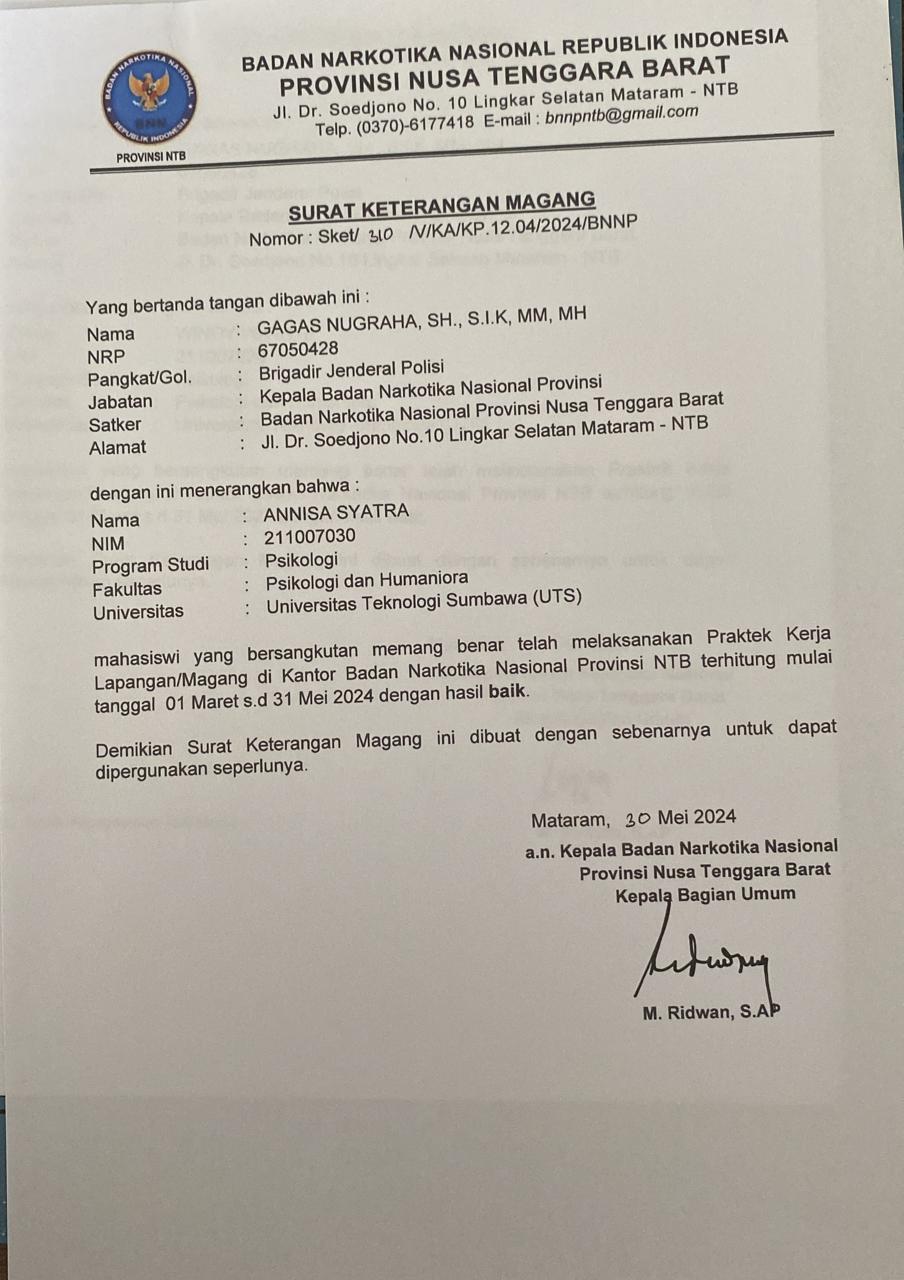 BADAN NARKOTIKA NASIONAL REPUBLIK INDONESIA
PROVINSI NUSA TENGGARA BARAT
Jl. Dr. Soedjono No. 10 Lingkar Selatan Mataram - NTB
Telp. (0370)-6177418 E-mail : bnnpntb@gmail.com
BADAN NARKOTIKA NASIONAL
BNN
REPUBLIK INDONESIA
PROVINSI NTB
SURAT KETERANGAN MAGANG
Nomor : Sket/ 310 /V/KA/KP.12.04/2024/BNNP
Yang bertanda tangan dibawah ini :
Nama : GAGAS NUGRAHA, SH., S.I.K, MM, MH
NRP : 67050428
Pangkat/Gol. : Brigadir Jenderal Polisi
Jabatan : Kepala Badan Narkotika Nasional Provinsi
Satker : Badan Narkotika Nasional Provinsi Nusa Tenggara Barat
Alamat : Jl. Dr. Soedjono No.10 Lingkar Selatan Mataram - NTB
dengan ini menerangkan bahwa :
Nama : ANNISA SYATRA
NIM : 211007030
Program Studi : Psikologi
Fakultas : Psikologi dan Humaniora
Universitas : Universitas Teknologi Sumbawa (UTS)
mahasiswi yang bersangkutan memang benar telah melaksanakan Praktek Kerja
Lapangan/Magang di Kantor Badan Narkotika Nasional Provinsi NTB terhitung mulai
tanggal 01 Maret s.d 31 Mei 2024 dengan hasil baik.
Demikian Surat Keterangan Magang ini dibuat dengan sebenarnya untuk dapat
dipergunakan seperlunya.
Mataram, 30 Mei 2024
a.n. Kepala Badan Narkotika Nasional
Provinsi Nusa Tenggara Barat
Kepala Bagian Umum
M. Ridwan, S.AP